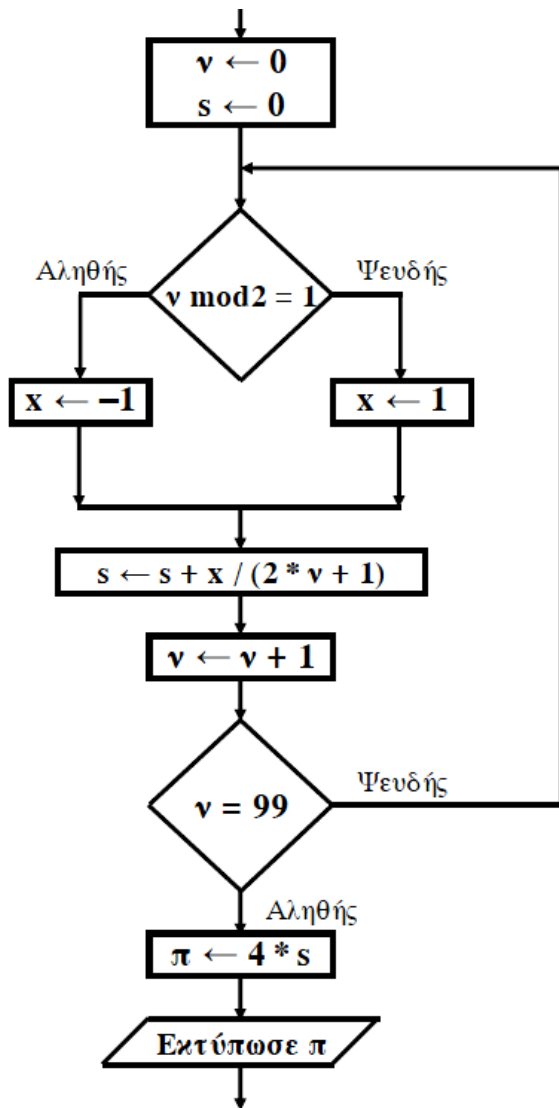 ν ← 0
s ← 0
Αληθής
Ψευδής
ν mod2 = 1
x ← −1
x ← 1
s ← s + x / (2 * ν + 1)
ν ← ν + 1
Ψευδής
ν = 99
Αληθής
π ← 4 * s
Εκτύπωσε π